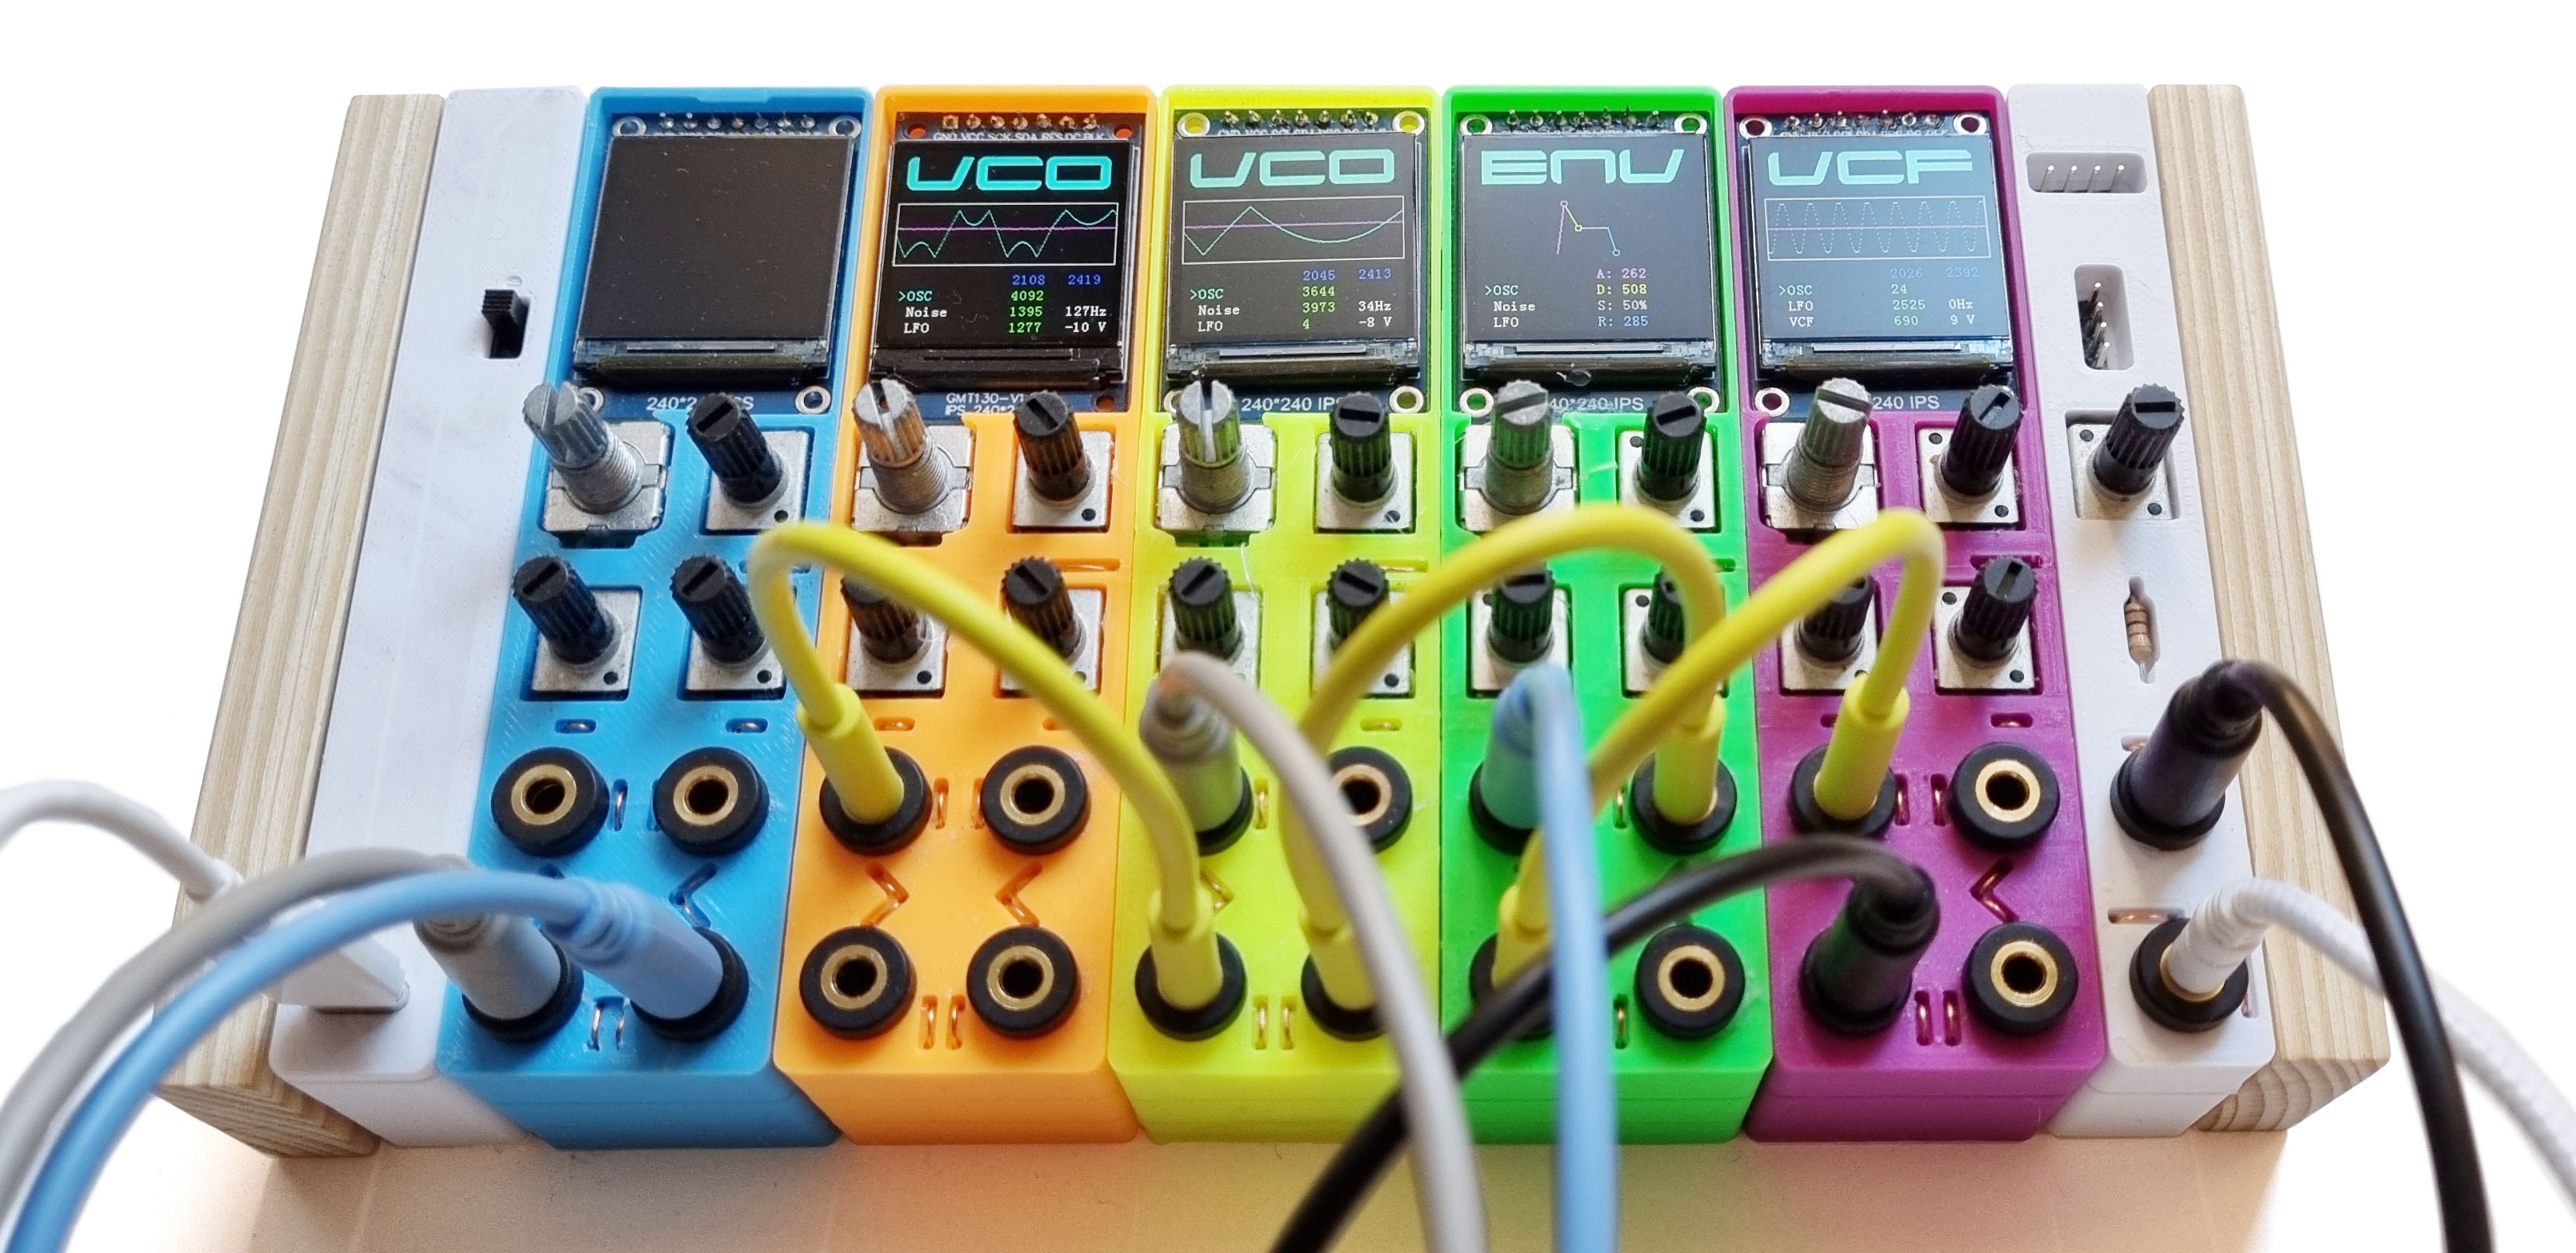 GND VCC SCK SDA RES DC BLK
VCO
2108 2419
>OSC 4092
Noise 1395 127Hz
LFO 1277 -10 V
GMT130-V1
IPS 240*2
VCO
2045 2413
>OSC 3644
Noise 3973 34Hz
LFO 4 -8 V
240*240 IPS
ENV
A: 262
>OSC D: 508
Noise S: 50%
LFO R: 285
40*240 IPS
VCF
2026 2392
>OSC 24
LFO 2525 0Hz
VCF 690 9 V
240 IPS